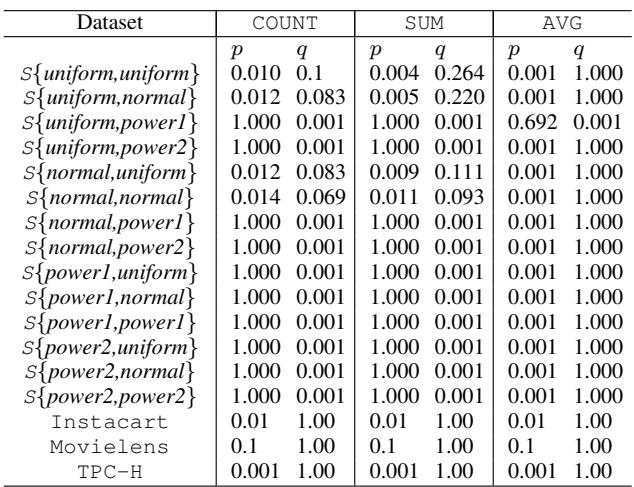 Dataset COUNT SUM AVG
p q p q p q
S{uniform,uniform} 0.010 0.1 0.004 0.264 0.001 1.000
S{uniform,normal} 0.012 0.083 0.005 0.220 0.001 1.000
S{uniform,power1} 1.000 0.001 1.000 0.001 0.692 0.001
S{uniform,power2} 1.000 0.001 1.000 0.001 0.001 1.000
S{normal,uniform} 0.012 0.083 0.009 0.111 0.001 1.000
S{normal,normal} 0.014 0.069 0.011 0.093 0.001 1.000
S{normal,power1} 1.000 0.001 1.000 0.001 0.001 1.000
S{normal,power2} 1.000 0.001 1.000 0.001 0.001 1.000
S{power1,uniform} 1.000 0.001 1.000 0.001 0.001 1.000
S{power1,normal} 1.000 0.001 1.000 0.001 0.001 1.000
S{power1,power1} 1.000 0.001 1.000 0.001 0.001 1.000
S{power2,uniform} 1.000 0.001 1.000 0.001 0.001 1.000
S{power2,normal} 1.000 0.001 1.000 0.001 0.001 1.000
S{power2,power2} 1.000 0.001 1.000 0.001 0.001 1.000
Instacart 0.01 1.00 0.01 1.00 0.01 1.00
Movielens 0.1 1.00 0.1 1.00 0.1 1.00
TPC-H 0.001 1.00 0.001 1.00 0.001 1.00